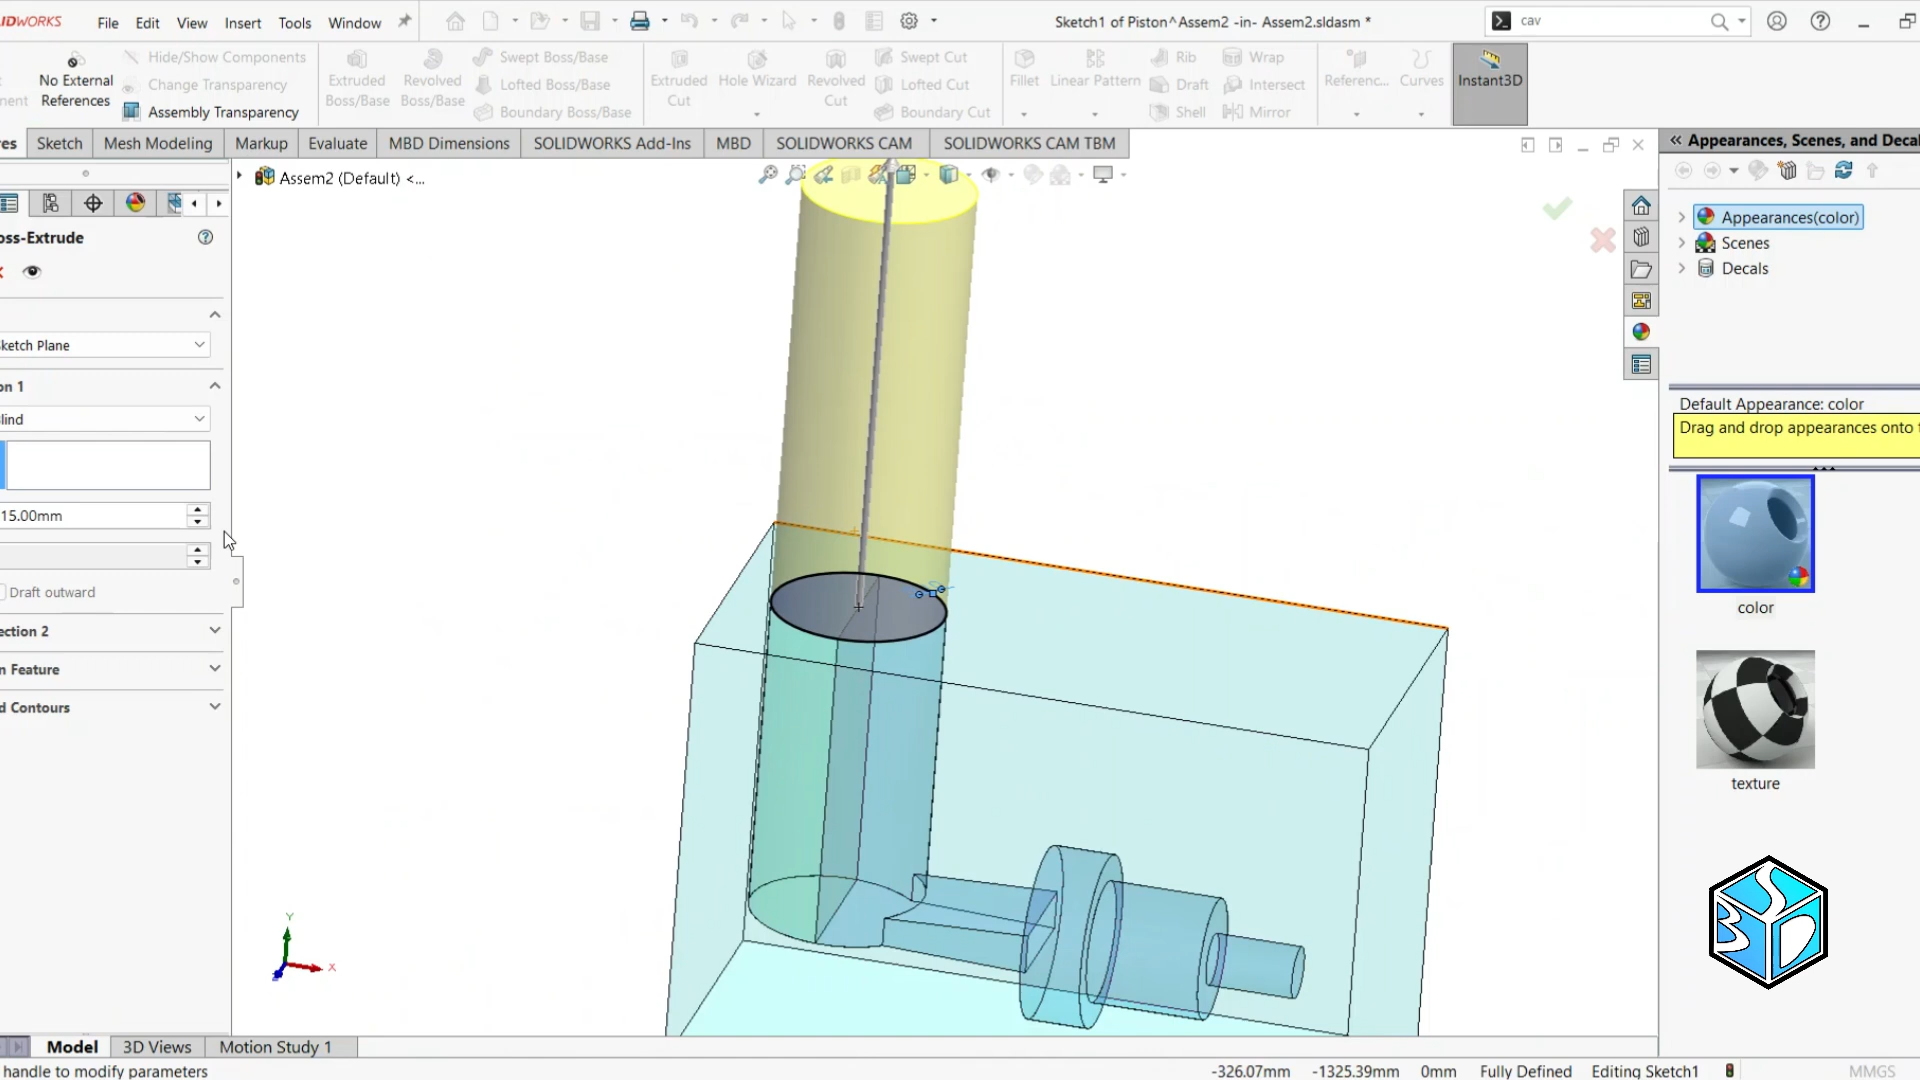 IDWORKS
File Edit View Insert Tools Window
Sketch1 of Piston^Assem2 -in- Assem2.sldasm *
cav
No External References
Hide/Show Components
Change Transparency
Assembly Transparency
Extruded Boss/Base
Revolved Boss/Base
Swept Boss/Base
Lofted Boss/Base
Boundary Boss/Base
Extruded Cut
Hole Wizard
Revolved Cut
Swept Cut
Lofted Cut
Boundary Cut
Fillet
Linear Pattern
Rib
Draft
Shell
Wrap
Intersect
Mirror
Referenc...
Curves
Instant3D
res Sketch Mesh Modeling Markup Evaluate MBD Dimensions SOLIDWORKS Add-Ins MBD SOLIDWORKS CAM SOLIDWORKS CAM TBM
Assem2 (Default) <...
oss-Extrude
ketch Plane
on 1
lind
15.00mm
Draft outward
ection 2
n Feature
d Contours
Y
X
Appearances, Scenes, and Decal
Appearances(color)
Scenes
Decals
Default Appearance: color
Drag and drop appearances onto t
color
texture
3SD
Model 3D Views Motion Study 1
handle to modify parameters
-326.07mm -1325.39mm 0mm Fully Defined Editing Sketch1 MMGS